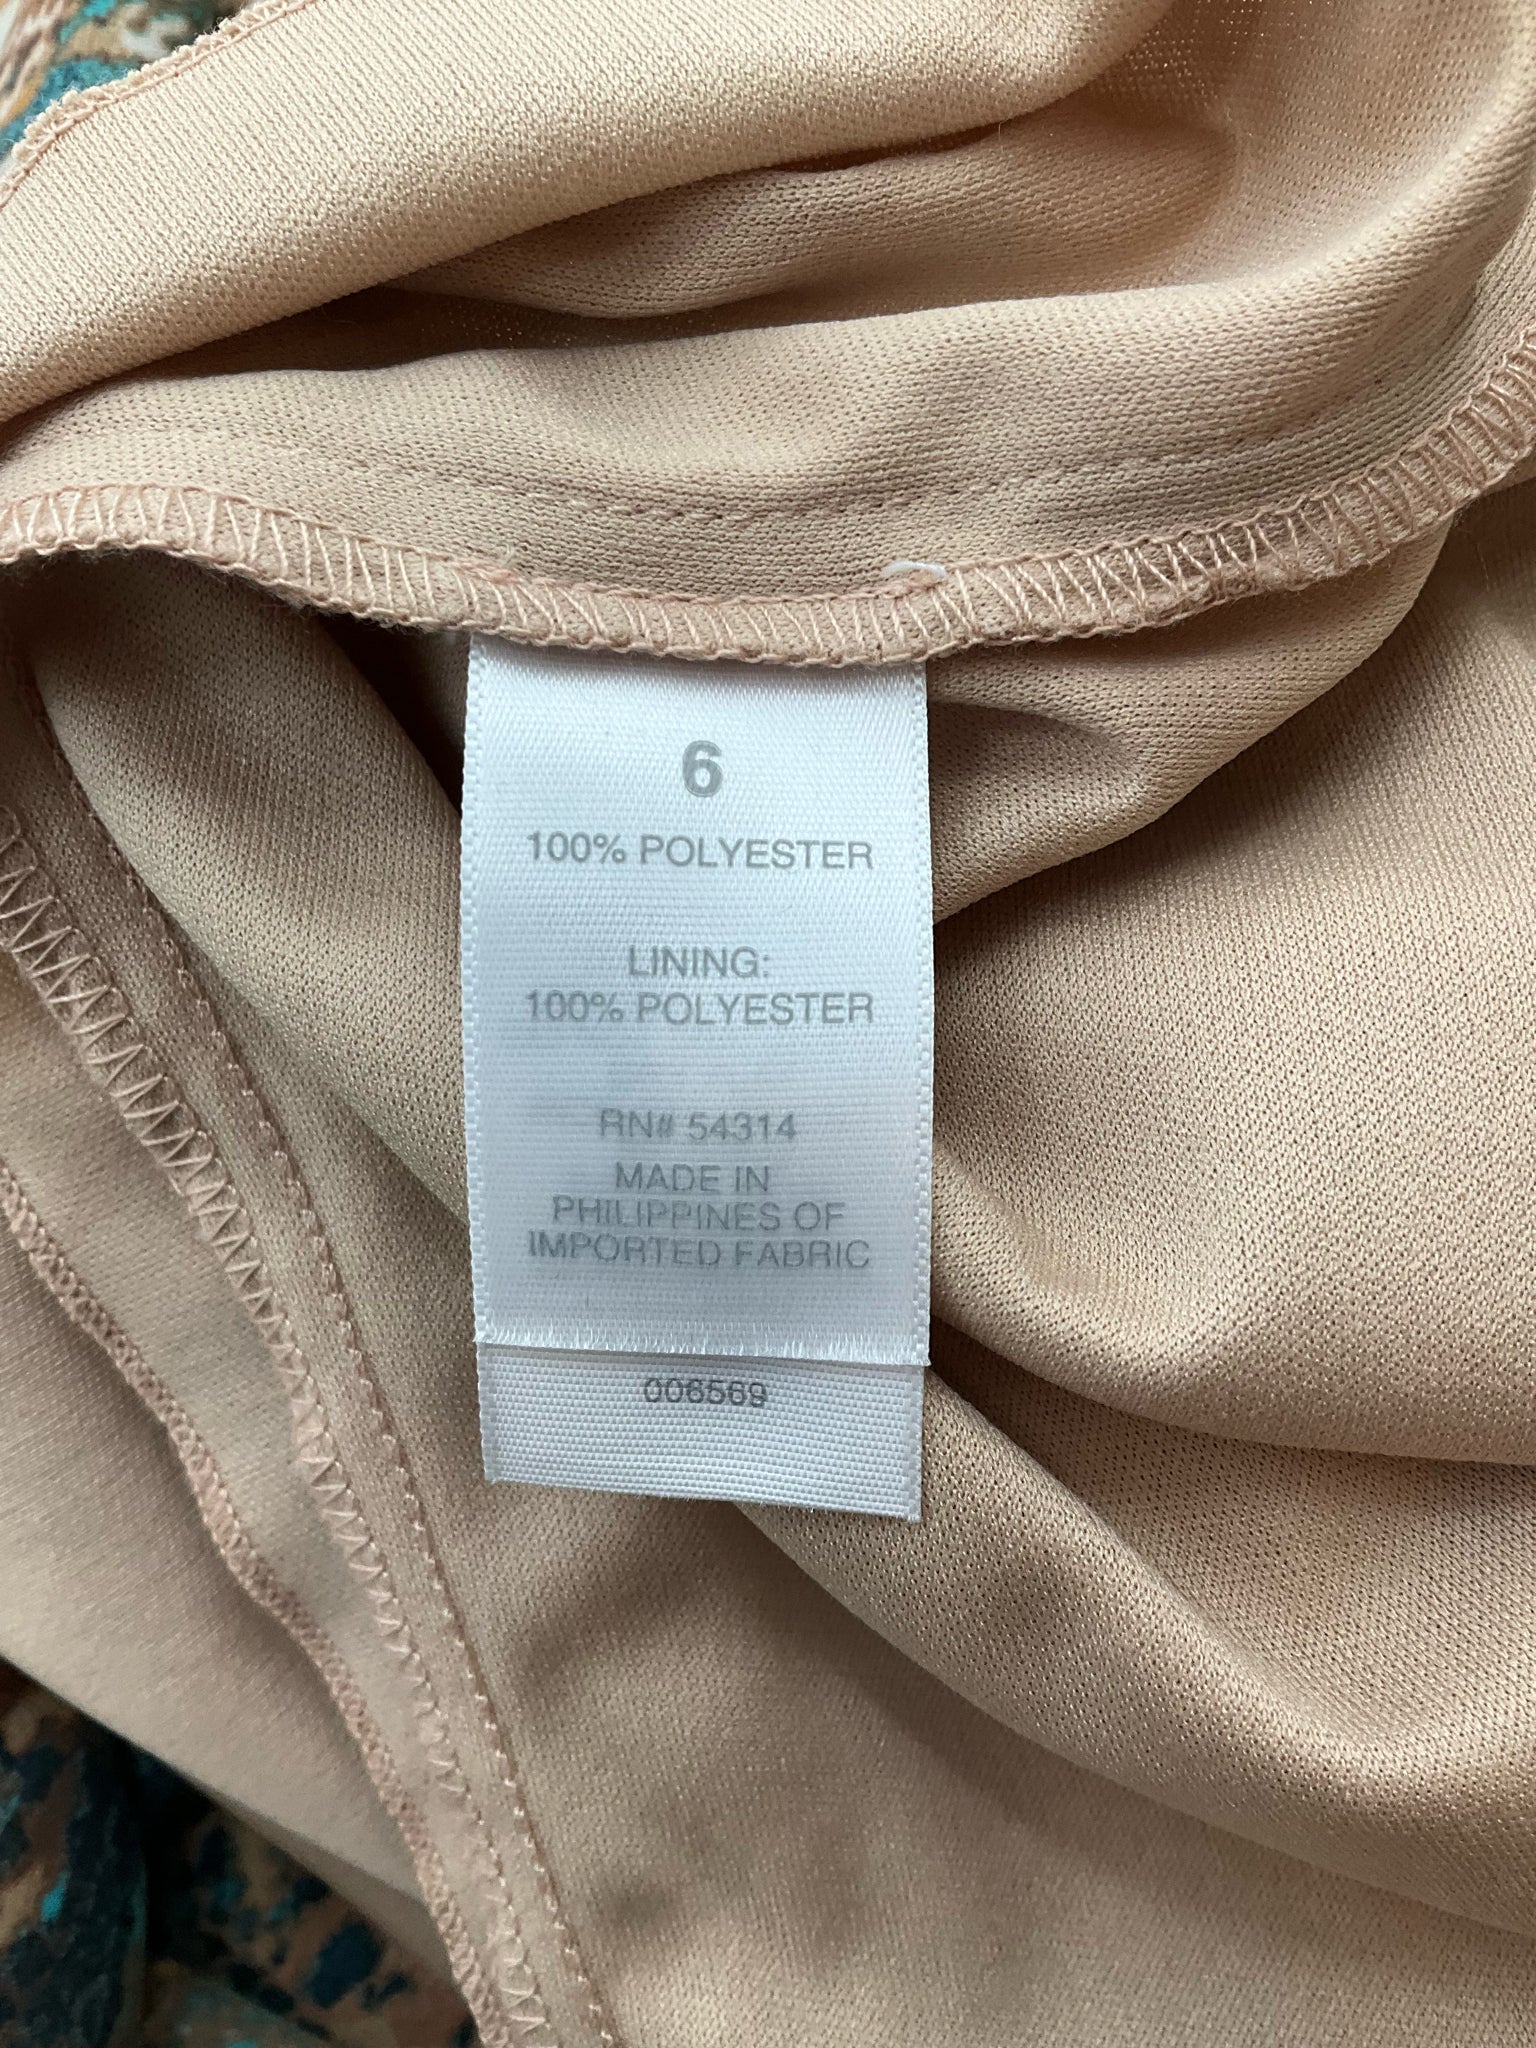 6
100% POLYESTER
LINING:
100% POLYESTER
RN# 54314
MADE IN
PHILIPPINES OF
IMPORTED FABRIC
006569